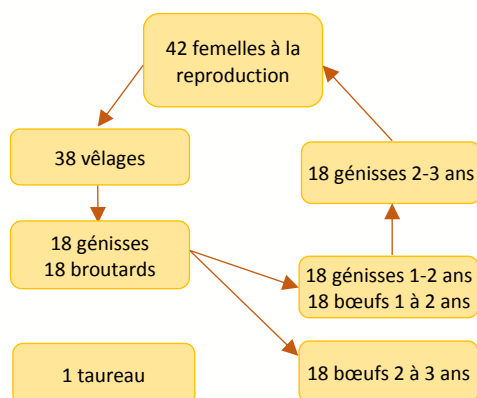 42 femelles à la
reproduction
38 vêlages
18 génisses 2-3 ans
18 génisses
18 broutards
18 génisses 1-2 ans
18 bœufs 1 à 2 ans
1 taureau
18 bœufs 2 à 3 ans